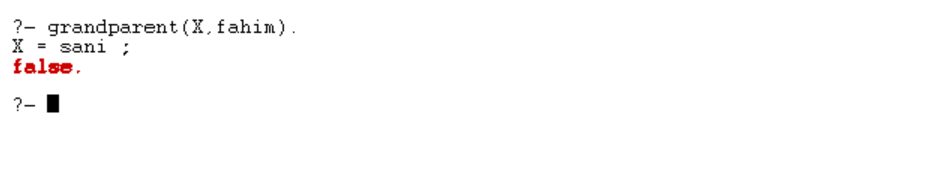 ?- grandparent(X,fahim).
X = sani ;
false.
?-